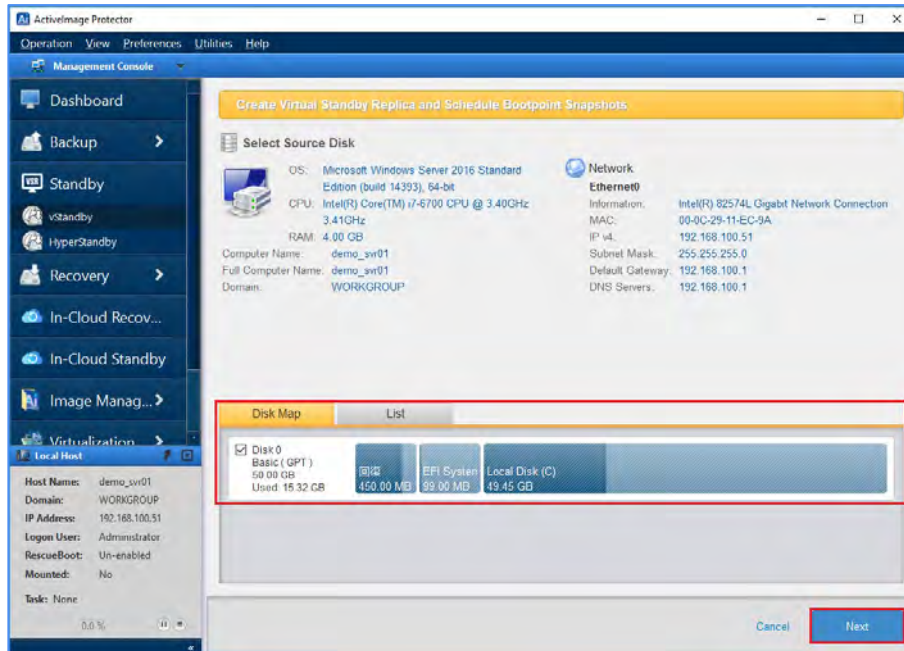 ActiveImage Protector
Operation View Preferences Utilities Help
Management Console
Dashboard
Backup
Standby
vStandby
HyperStandby
Recovery
In-Cloud Recov...
In-Cloud Standby
Image Manag...
Virtualization
Local Host
Host Name: demo_svr01
Domain: WORKGROUP
IP Address: 192.168.100.51
Logon User: Administrator
RescueBoot: Un-enabled
Mounted: No
Task: None
0.0 %
Create Virtual Standby Replica and Schedule Bootpoint Snapshots
Select Source Disk
OS: Microsoft Windows Server 2016 Standard
Edition (build 14393), 64-bit
CPU: Intel(R) Core(TM) i7-6700 CPU @ 3.40GHz
3.41GHz
RAM: 4.00 GB
Computer Name: demo_svr01
Full Computer Name: demo_svr01
Domain: WORKGROUP
Network
Ethernet0
Information: Intel(R) 82574L Gigabit Network Connection
MAC: 00-0C-29-11-EC-9A
IP v4: 192.168.100.51
Subnet Mask: 255.255.255.0
Default Gateway: 192.168.100.1
DNS Servers: 192.168.100.1
Disk Map List
Disk 0
Basic ( GPT )
50.00 GB
Used: 15.32 GB
回復
450.00 MB
EFI System
99.00 MB
Local Disk (C)
49.45 GB
Cancel Next